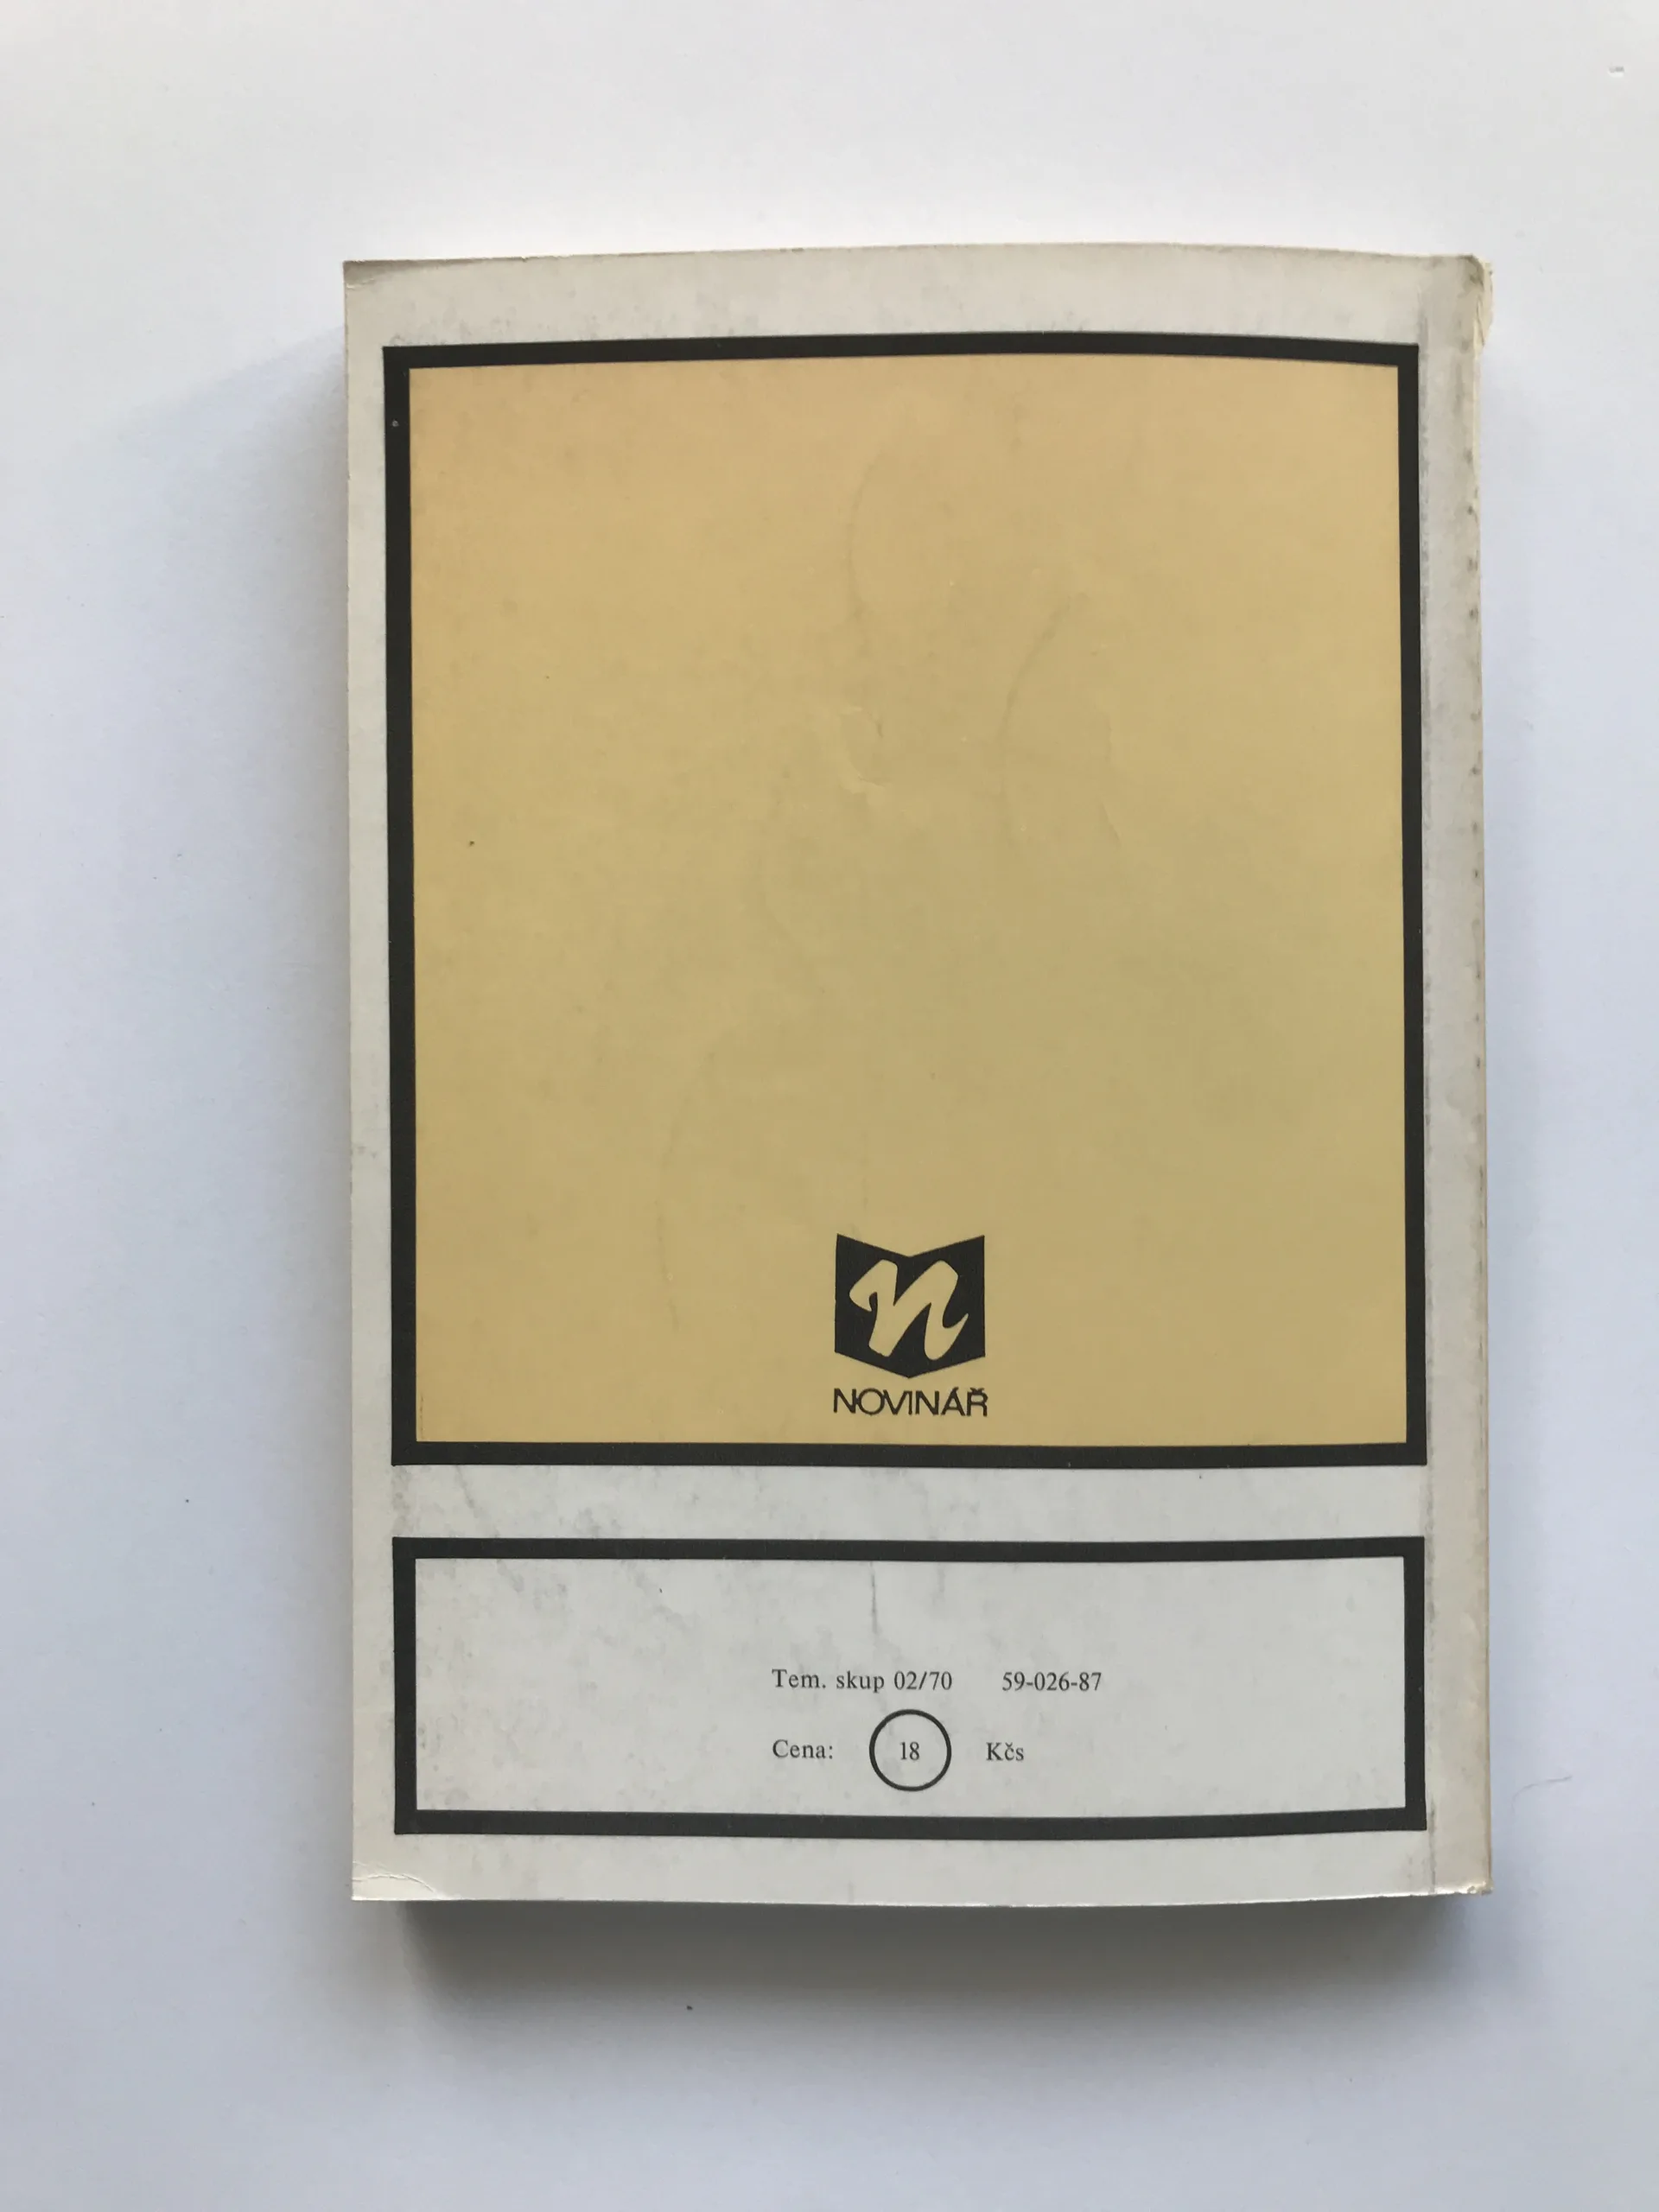 n
NOVINÁŘ
Tem. skup 02/70 59-026-87
Cena: 18 Kčs